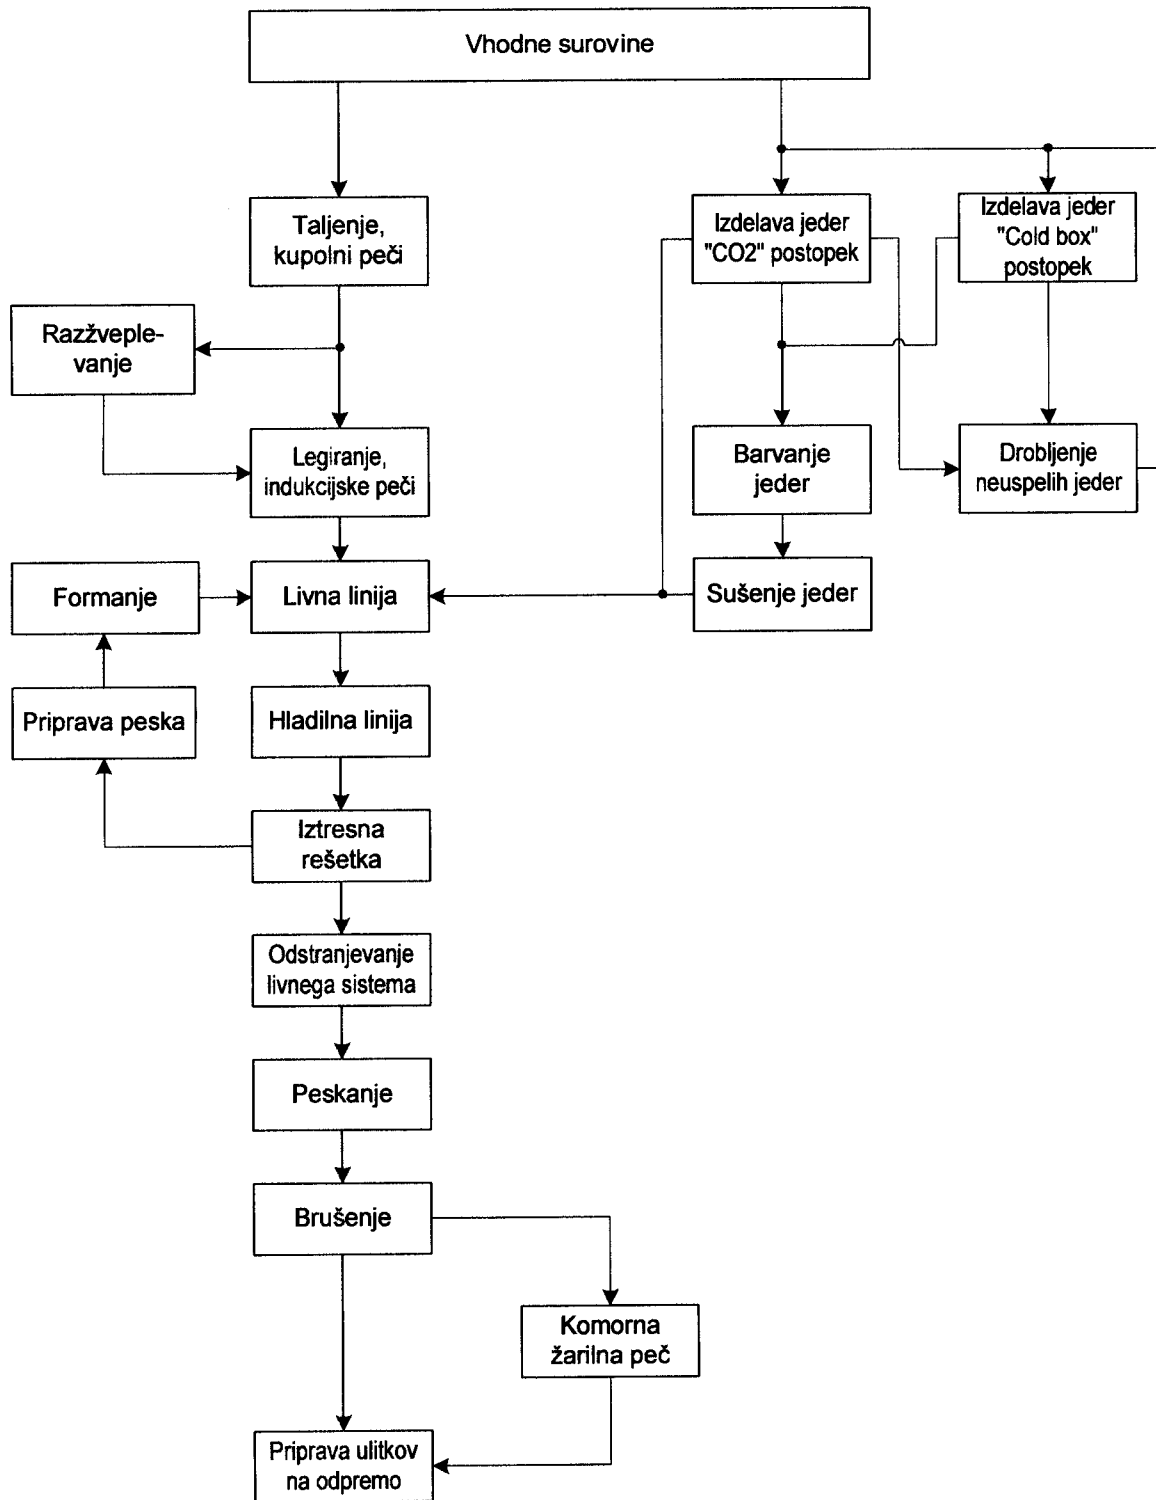 Vhodne surovine
Taljenje,
kupolni peči
Izdelava jeder
"CO2" postopek
Izdelava jeder
"Cold box"
postopek
Razžveple-
vanje
Legiranje,
indukcijske peči
Barvanje
jeder
Drobljenje
neuspelih jeder
Formanje
Livna linija
Sušenje jeder
Priprava peska
Hladilna linija
Iztresna
rešetka
Odstranjevanje
livnega sistema
Peskanje
Brušenje
Komorna
žarilna peč
Priprava ulitkov
na odpremo